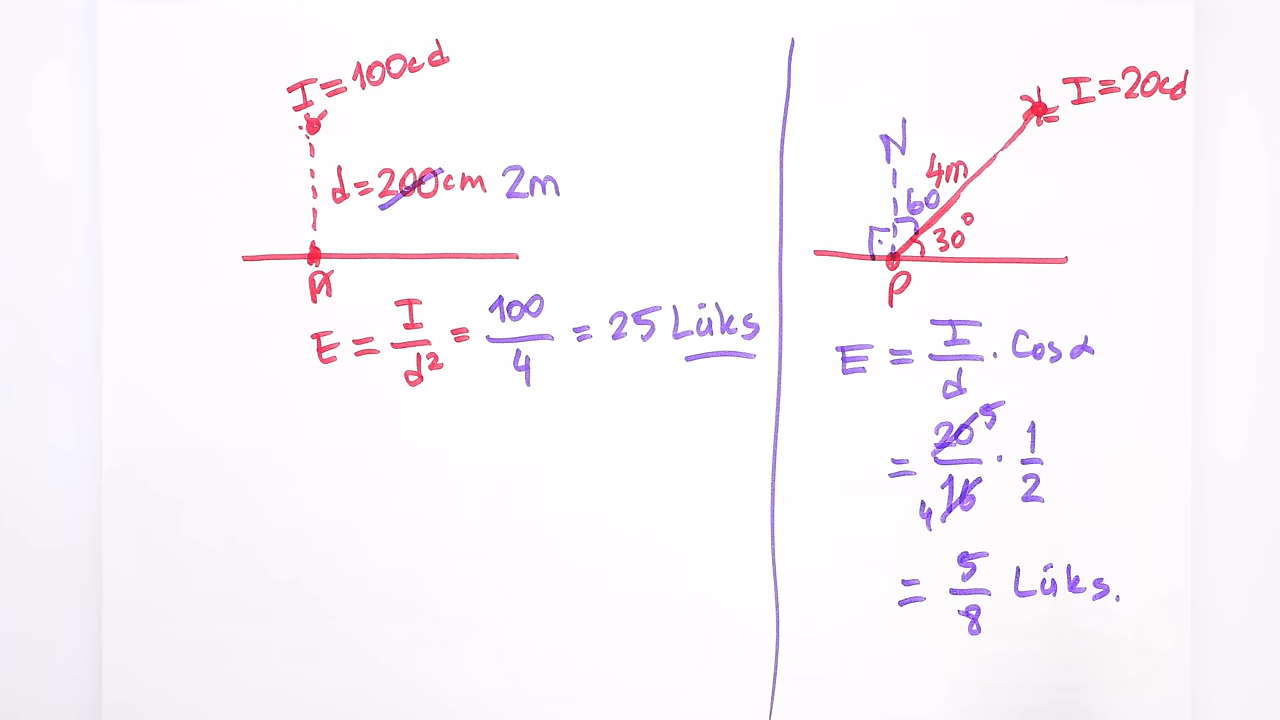 I=100cd
d=200cm 2m
A
E = I/d² = 100/4 = 25 Lüks
I=20cd
N
4m
60
30°
P
E = I/d . Cosα
= 20 5/4 16 . 1/2
= 5/8 Lüks.